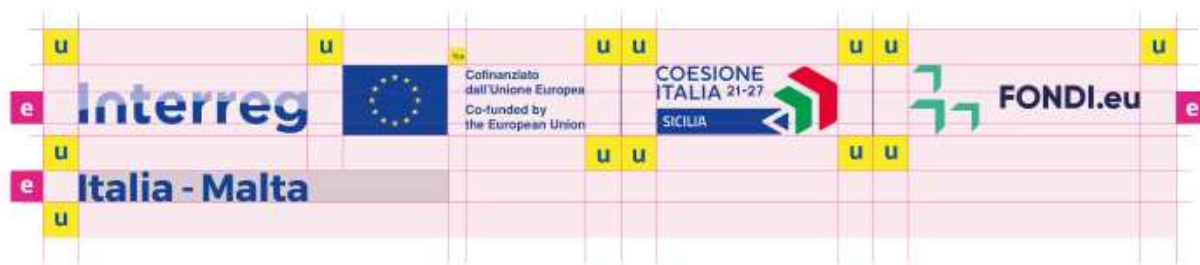 u u u u u u u
Interreg
Cofinanziato
dall'Unione Europea
Co-funded by
the European Union
COESIONE
ITALIA 21-27
SICILIA
FONDI.eu
e e
u u u u u
Italia - Malta
e
u